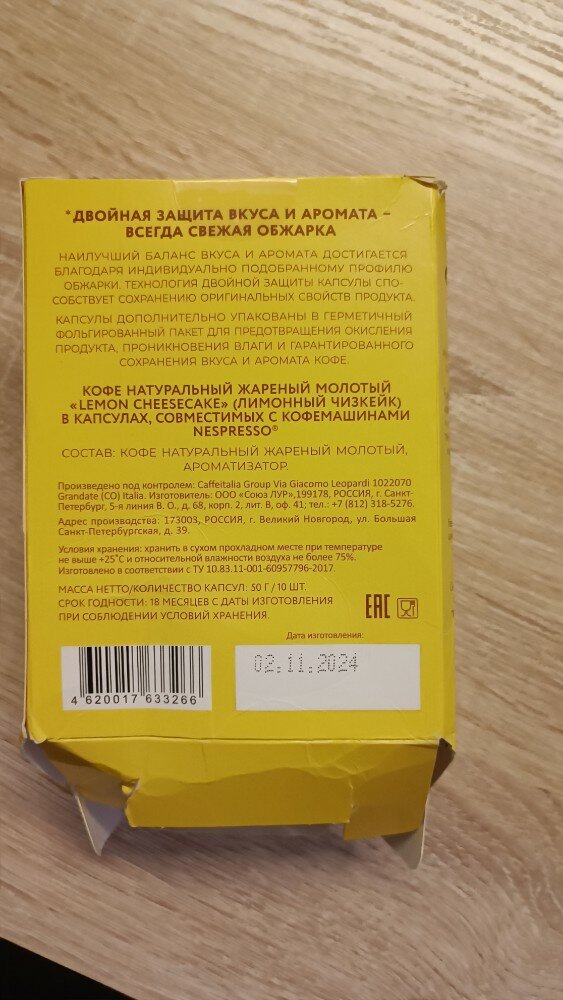 *ДВОЙНАЯ ЗАЩИТА ВКУСА И АРОМАТА –
ВСЕГДА СВЕЖАЯ ОБЖАРКА
НАИЛУЧШИЙ БАЛАНС ВКУСА И АРОМАТА ДОСТИГАЕТСЯ
БЛАГОДАРЯ ИНДИВИДУАЛЬНО ПОДОБРАННОМУ ПРОФИЛЮ
ОБЖАРКИ. ТЕХНОЛОГИЯ ДВОЙНОЙ ЗАЩИТЫ КАПСУЛЫ СПО-
СОБСТВУЕТ СОХРАНЕНИЮ ОРИГИНАЛЬНЫХ СВОЙСТВ ПРОДУКТА.
КАПСУЛЫ ДОПОЛНИТЕЛЬНО УПАКОВАНЫ В ГЕРМЕТИЧНЫЙ
ФОЛЬГИРОВАННЫЙ ПАКЕТ ДЛЯ ПРЕДОТВРАЩЕНИЯ ОКИСЛЕНИЯ
ПРОДУКТА, ПРОНИКНОВЕНИЯ ВЛАГИ И ГАРАНТИРОВАННОГО
СОХРАНЕНИЯ ВКУСА И АРОМАТА КОФЕ.
КОФЕ НАТУРАЛЬНЫЙ ЖАРЕНЫЙ МОЛОТЫЙ
«LEMON CHEESECAKE» (ЛИМОННЫЙ ЧИЗКЕЙК)
В КАПСУЛАХ, СОВМЕСТИМЫХ С КОФЕМАШИНАМИ
NESPRESSO®
СОСТАВ: КОФЕ НАТУРАЛЬНЫЙ ЖАРЕНЫЙ МОЛОТЫЙ,
АРОМАТИЗАТОР.
Произведено под контролем: Caffeitalia Group Via Giacomo Leopardi 1022070
Grandate (CO) Italia. Изготовитель: ООО «Союз ЛУР»,199178, РОССИЯ, г. Санкт-
Петербург, 5-я линия В. О., д. 68, корп. 2, лит. В, оф. 41; тел.: +7 (812) 318-5276.
Адрес производства: 173003, РОССИЯ, г. Великий Новгород, ул. Большая
Санкт-Петербургская, д. 39.
Условия хранения: хранить в сухом прохладном месте при температуре
не выше +25°С и относительной влажности воздуха не более 75%.
Изготовлено в соответствии с ТУ 10.83.11-001-60957796-2017.
МАССА НЕТТО/КОЛИЧЕСТВО КАПСУЛ: 50 Г / 10 ШТ.
СРОК ГОДНОСТИ: 18 МЕСЯЦЕВ С ДАТЫ ИЗГОТОВЛЕНИЯ
ПРИ СОБЛЮДЕНИИ УСЛОВИЙ ХРАНЕНИЯ.
EAC
Дата изготовления:
02.11.2024
4 620017 633266